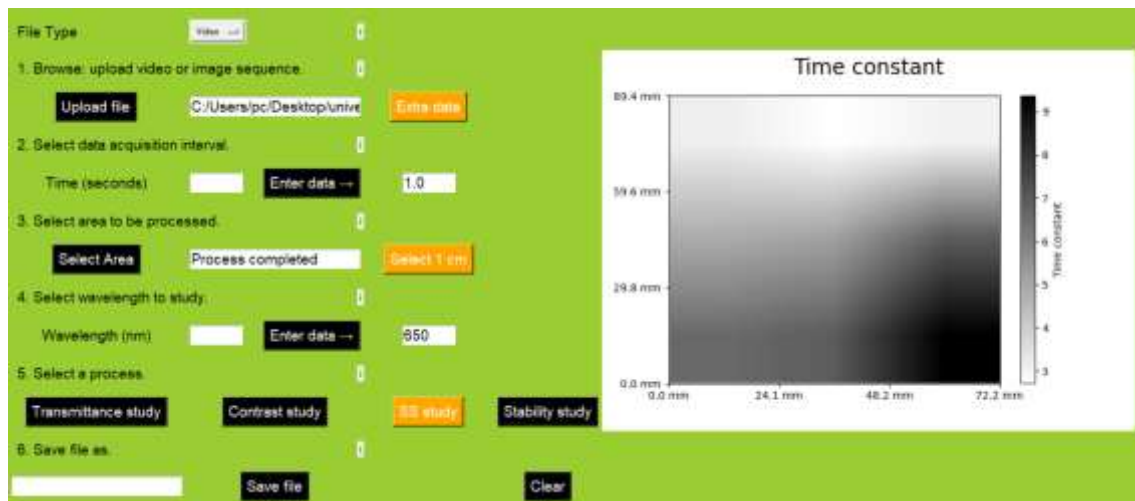 File Type Video
1. Browse: upload video or image sequence.
Upload file C:/Users/pc/Desktop/unive Extra data
2. Select data acquisition interval.
Time (seconds) Enter data → 1.0
3. Select area to be processed.
Select Area Process completed Select 1 cm
4. Select wavelength to study.
Wavelength (nm) Enter data → 650
5. Select a process.
Transmittance study Contrast study SS study Stability study
6. Save file as.
Save file Clear
Time constant
89.4 mm
59.6 mm
29.8 mm
0.0 mm
0.0 mm 24.1 mm 48.2 mm 72.2 mm
9
8
7
6
5
4
3
Time constant